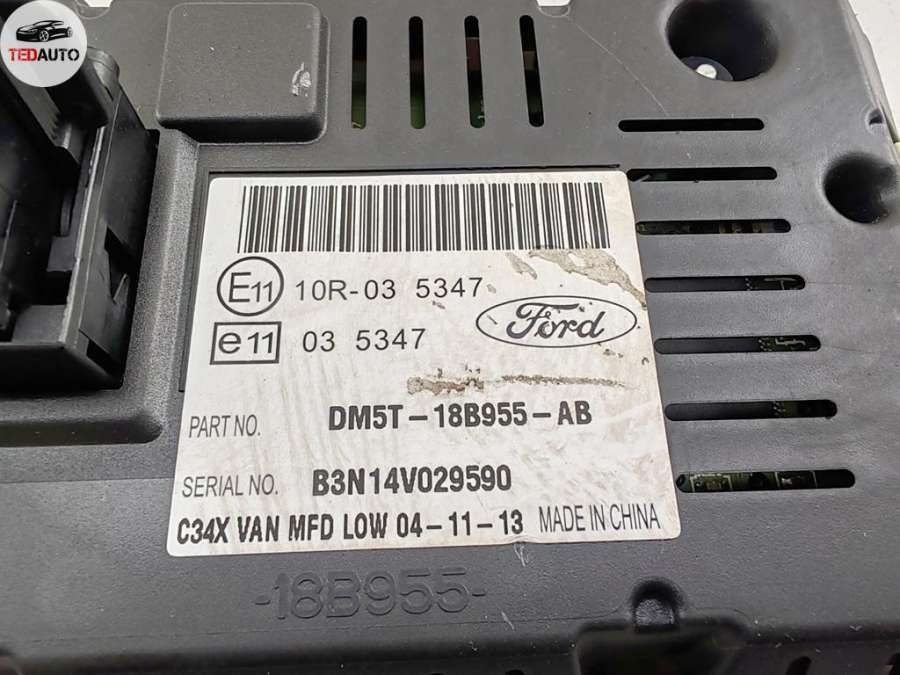 TEDAUTO
E11 10R-03 5347
e11 03 5347
Ford
PART NO. DM5T-18B955-AB
SERIAL NO. B3N14V029590
C34X VAN MFD LOW 04-11-13 MADE IN CHINA
-18B955-